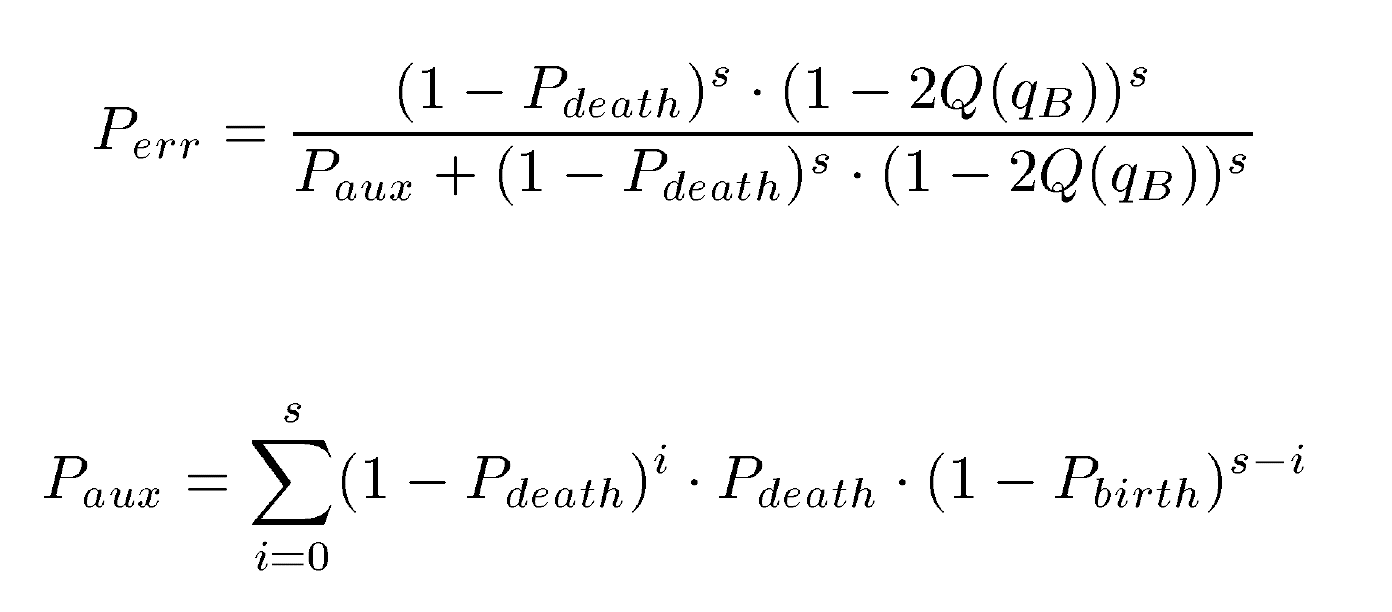 P_{err} = \frac{(1 - P_{death})^s \cdot (1 - 2Q(q_B))^s}{P_{aux} + (1 - P_{death})^s \cdot (1 - 2Q(q_B))^s}
P_{aux} = \sum_{i=0}^{s} (1 - P_{death})^i \cdot P_{death} \cdot (1 - P_{birth})^{s-i}